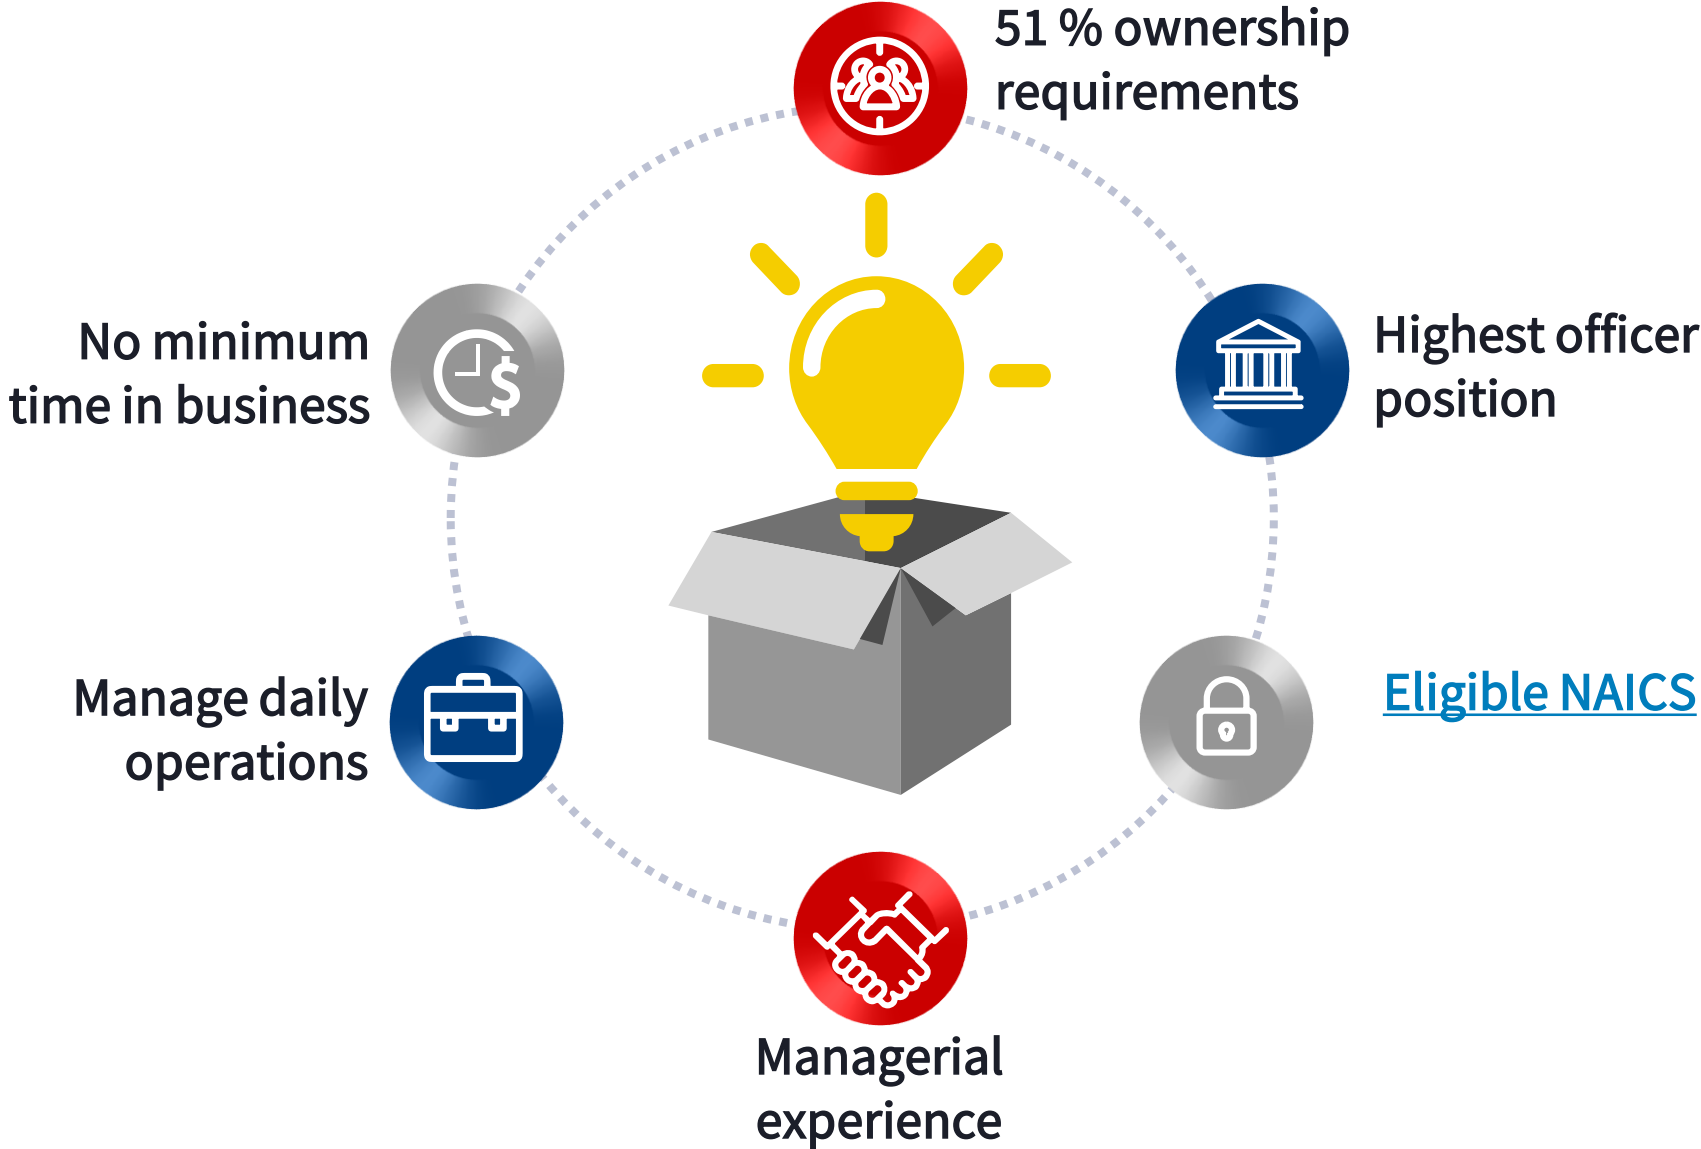 51 % ownership
requirements
Highest officer
position
Eligible NAICS
Managerial
experience
Manage daily
operations
No minimum
time in business